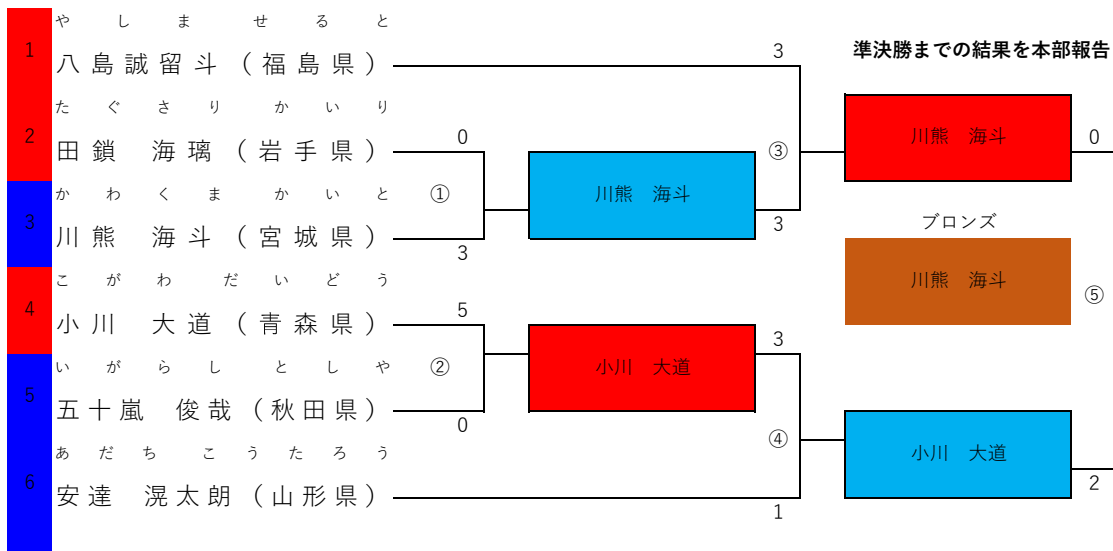 やしませると
1 八島誠留斗（福島県） 3 準決勝までの結果を本部報告
たぐさりかいり
2 田鎖　海璃（岩手県） 0 ③ 川熊　海斗 0
かわくまかいと ① 川熊　海斗
3 川熊　海斗（宮城県） 3 3 ブロンズ
こがわだいどう 川熊　海斗 ⑤
4 小川　大道（青森県） 5 3
いがらしとしや ② 小川　大道
5 五十嵐　俊哉（秋田県） 0 ④
あだちこうたろう 小川　大道
6 安達　滉太朗（山形県） 1 2